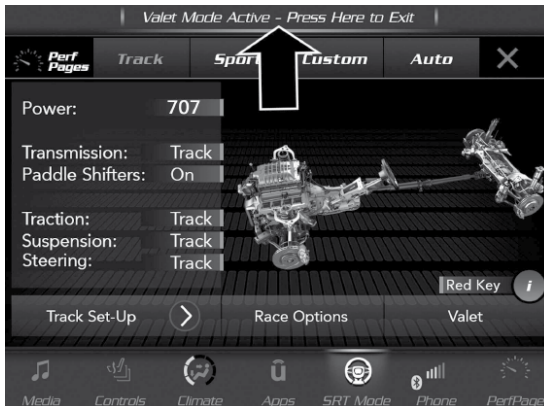 Valet Mode Active - Press Here to Exit
Perf Pages Track Sport Custom Auto
Power: 707
Transmission: Track
Paddle Shifters: On
Traction: Track
Suspension: Track
Steering: Track
Red Key i
Track Set-Up Race Options Valet
Media Controls Climate Apps SRT Mode Phone PerfPage